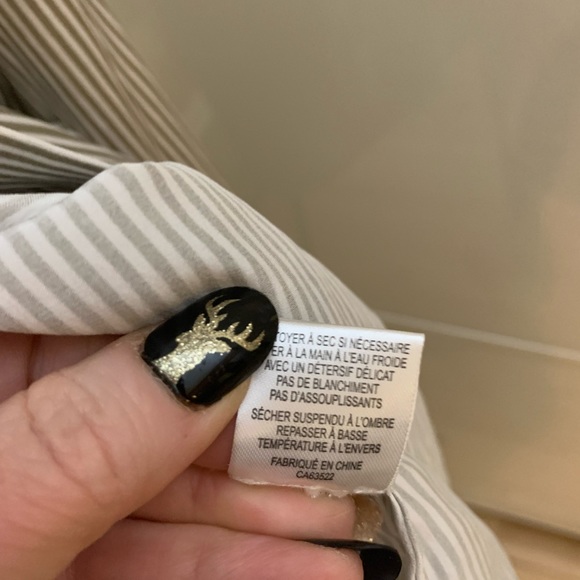 À SEC SI NÉCESSAIRE
À LA MAIN À L'EAU FROIDE
AVEC UN DÉTERSIF DÉLICAT
PAS DE BLANCHIMENT
PAS D'ASSOUPLISSANTS
SÉCHER SUSPENDU À L'OMBRE
REPASSER À BASSE
TEMPÉRATURE À L'ENVERS
FABRIQUÉ EN CHINE
CA63522